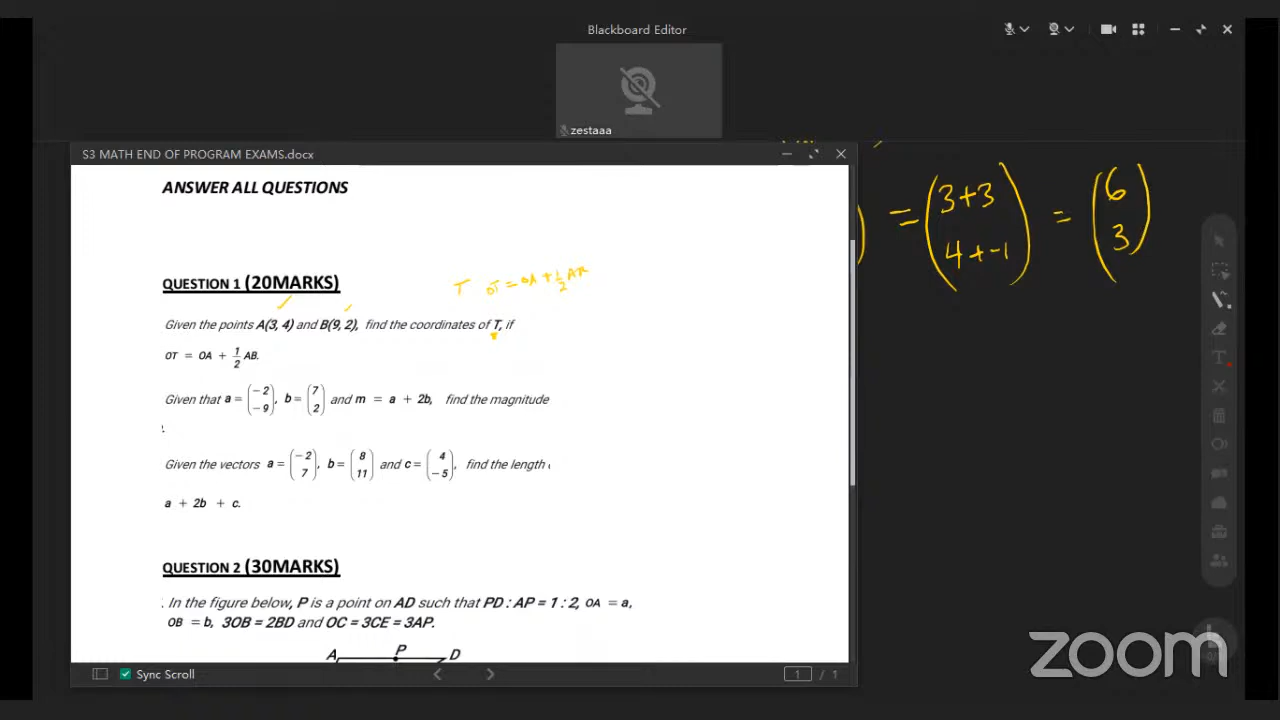 Blackboard Editor
zestaaa
S3 MATH END OF PROGRAM EXAMS.docx
ANSWER ALL QUESTIONS
QUESTION 1 (20MARKS)
T OT = OA + 1/2 AB
Given the points A(3, 4) and B(9, 2), find the coordinates of T, if
OT = OA + 1/2 AB.
Given that a = (−2 −9), b = (7 2) and m = a + 2b, find the magnitude
Given the vectors a = (−2 7), b = (8 11) and c = (4 −5), find the length
a + 2b + c.
QUESTION 2 (30MARKS)
. In the figure below, P is a point on AD such that PD : AP = 1 : 2, OA = a,
OB = b, 3OB = 2BD and OC = 3CE = 3AP.
A P D
Sync Scroll
1 / 1
= (3+3 4+-1) = (6 3)
zoom